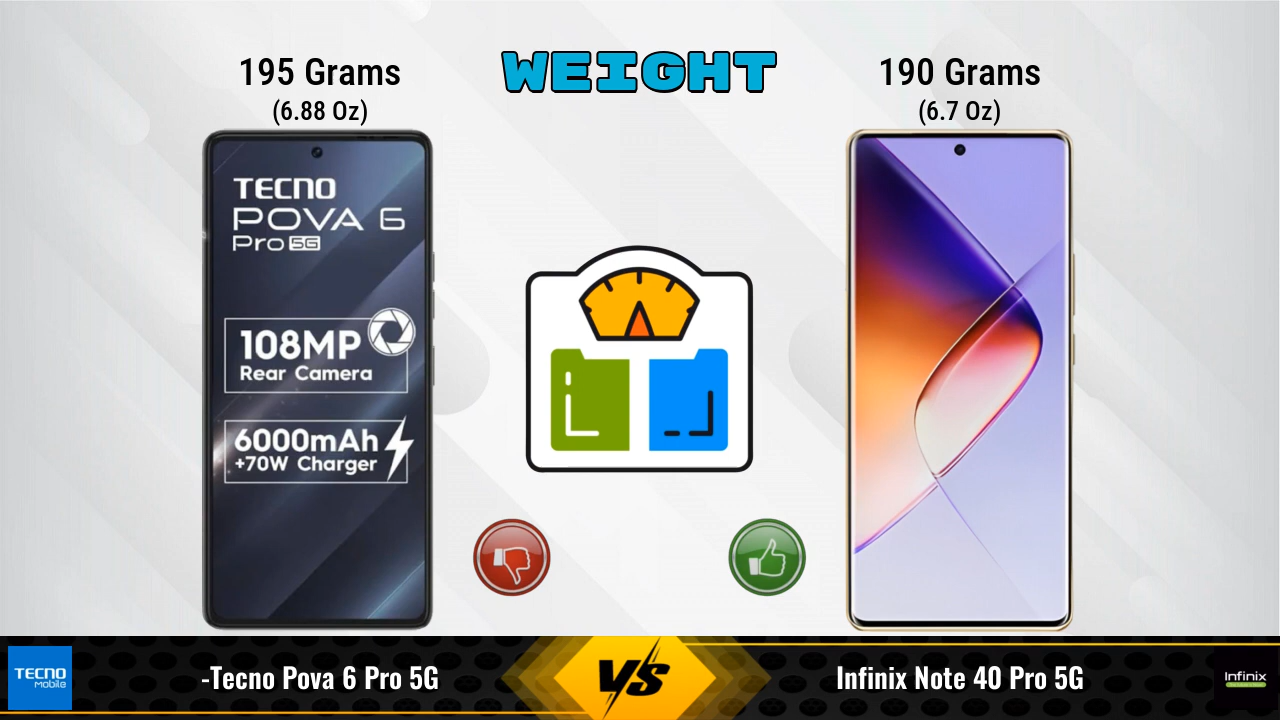 WEIGHT
195 Grams
(6.88 Oz)
190 Grams
(6.7 Oz)
TECNO
POVA 6
Pro 5G
108MP
Rear Camera
6000mAh
+70W Charger
TECNO
mobile
-Tecno Pova 6 Pro 5G
VS
Infinix Note 40 Pro 5G
Infinix